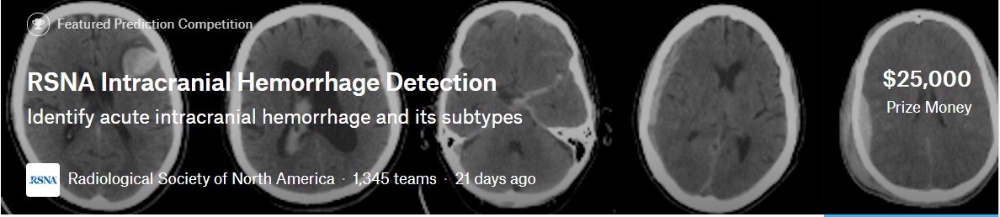 Featured Prediction Competition
RSNA Intracranial Hemorrhage Detection
$25,000
Identify acute intracranial hemorrhage and its subtypes
Prize Money
RSNA
Radiological Society of North America · 1,345 teams · 21 days ago